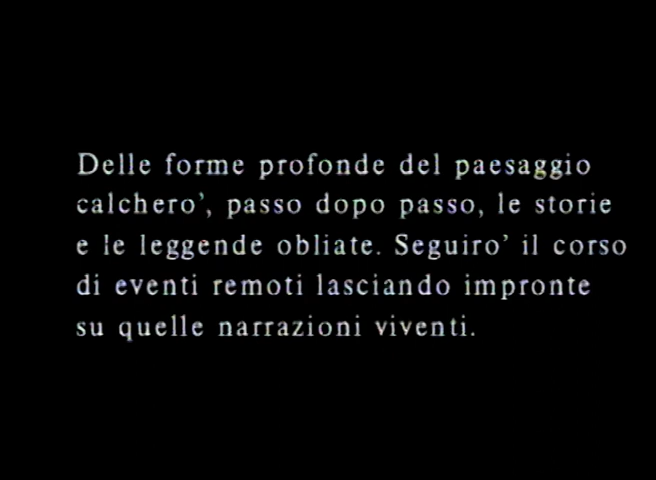 Delle forme profonde del paesaggio
calchero', passo dopo passo, le storie
e le leggende obliate. Seguiro' il corso
di eventi remoti lasciando impronte
su quelle narrazioni viventi.